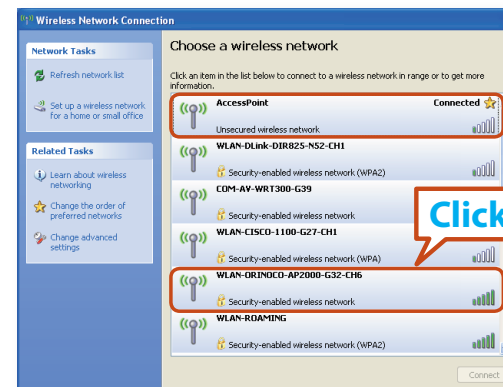 Wireless Network Connection
Network Tasks
Refresh network list
Set up a wireless network
for a home or small office
Related Tasks
Learn about wireless
networking
Change the order of
preferred networks
Change advanced
settings
Choose a wireless network
Click an item in the list below to connect to a wireless network in range or to get more
information.
AccessPoint Connected
Unsecured wireless network
WLAN-DLink-DIR825-N52-CH1
Security-enabled wireless network (WPA2)
COM-AV-WRT300-G39
Security-enabled wireless network
Click
WLAN-CISCO-1100-G27-CH1
Security-enabled wireless network (WPA)
WLAN-ORINOCO-AP2000-G32-CH6
Security-enabled wireless network
WLAN-ROAMING
Security-enabled wireless network (WPA2)
Connect